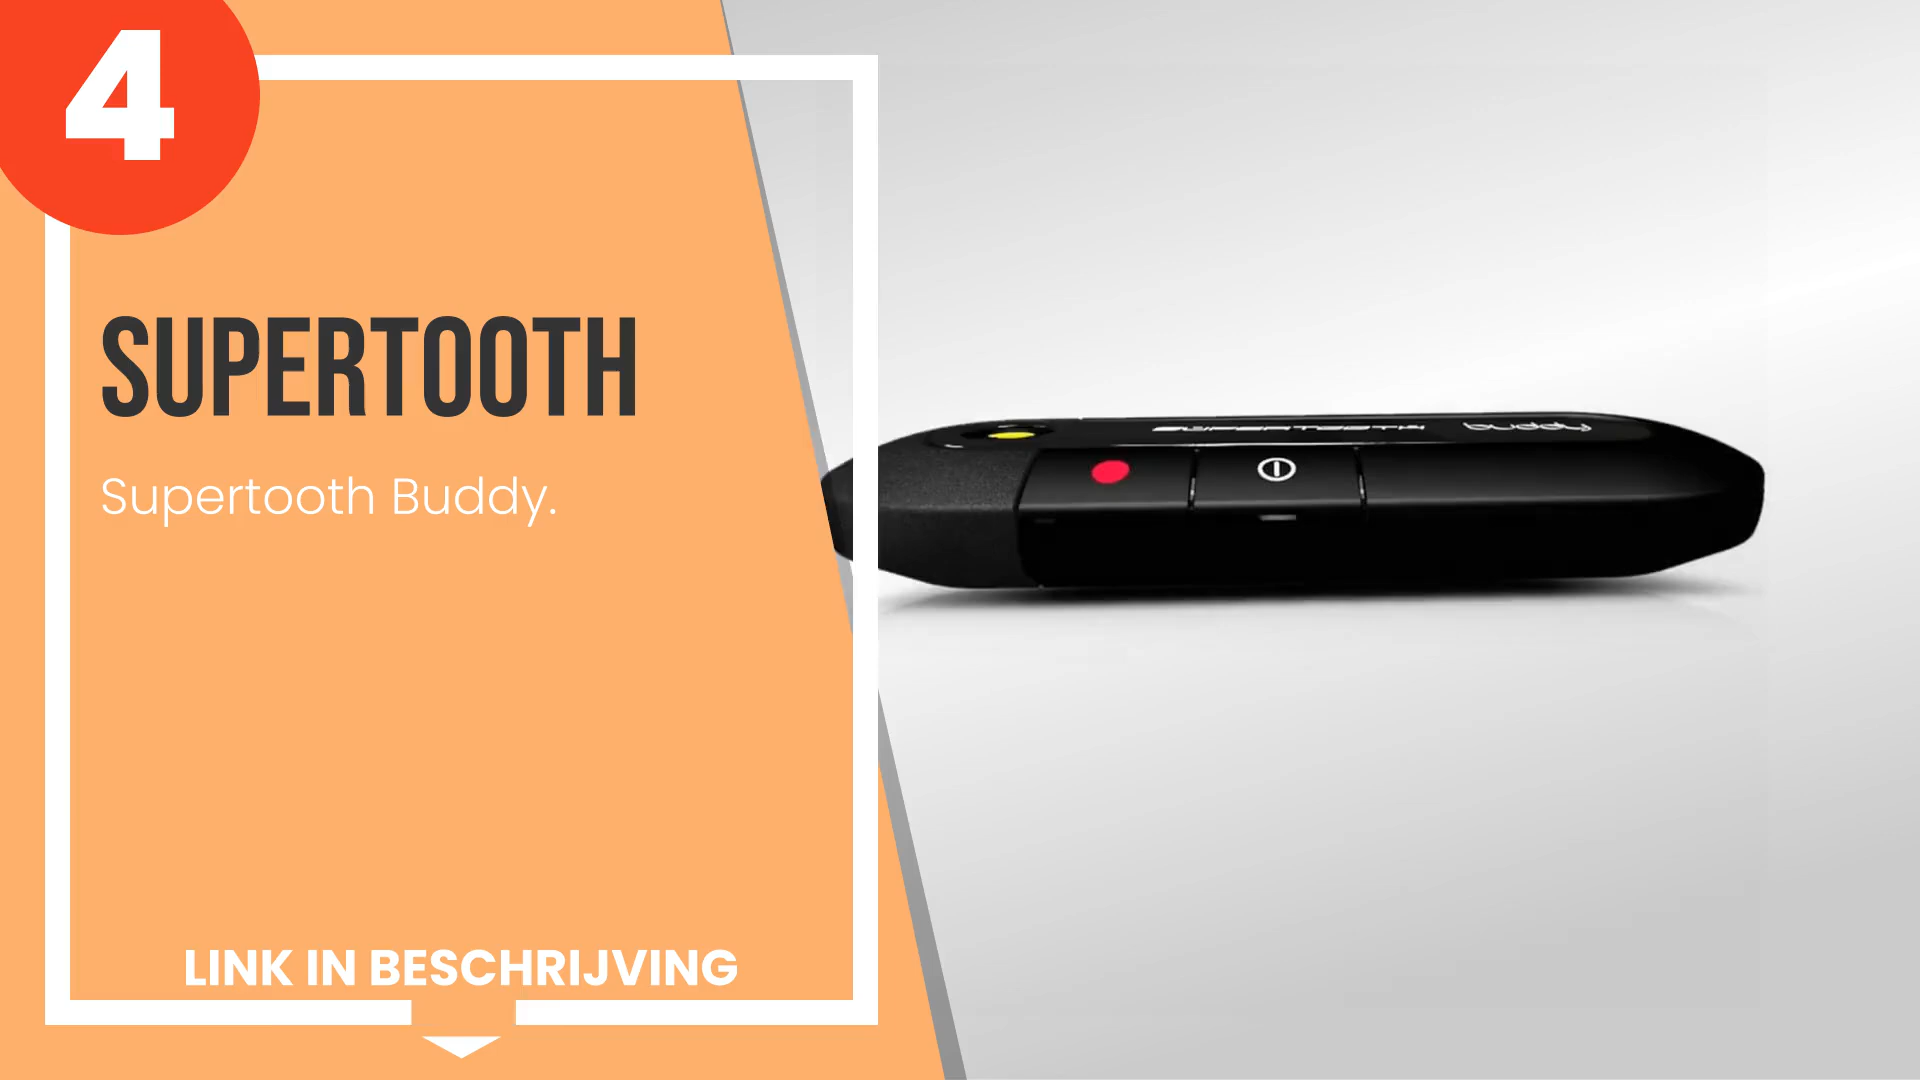 4
SUPERTOOTH
Supertooth Buddy.
SUPERTOOTH buddy
LINK IN BESCHRIJVING